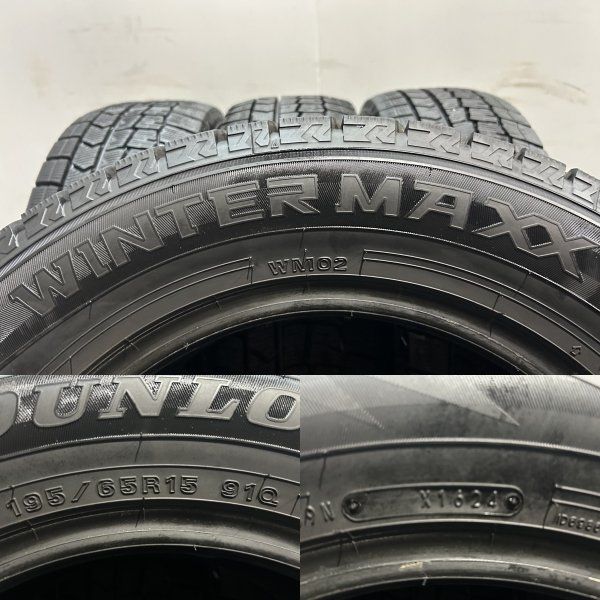 WINTER MAXX
WM02
DUNLO
195/65R15 91Q
X1624